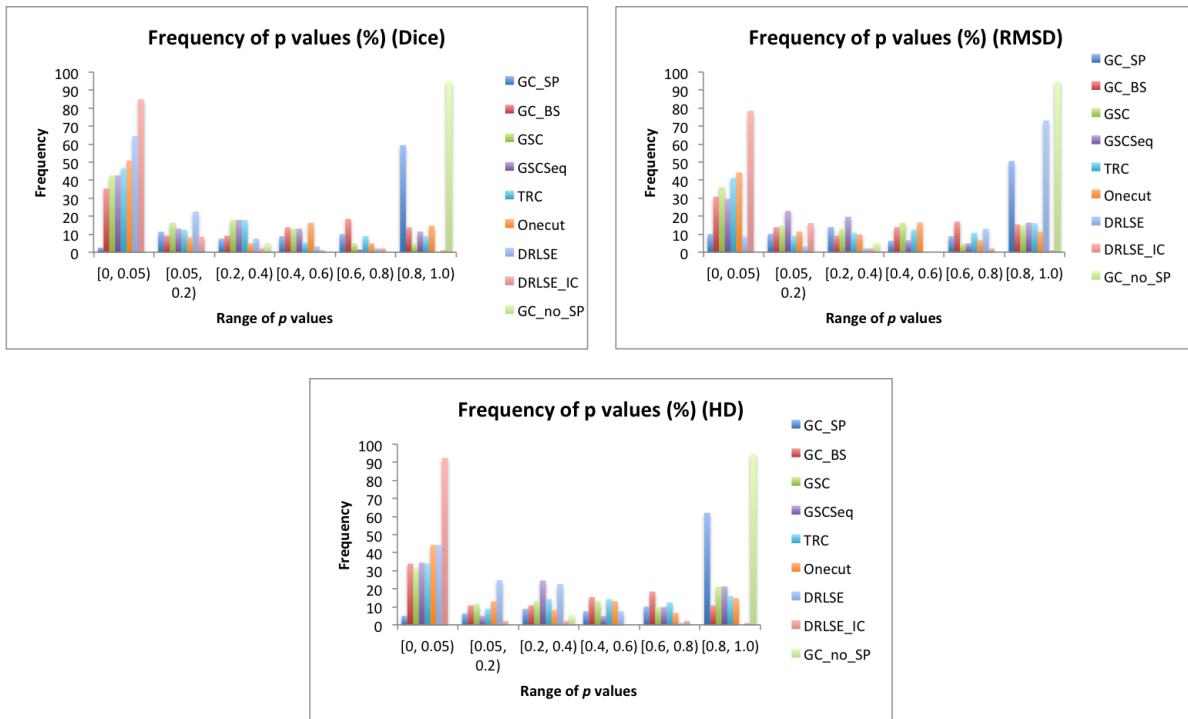 Frequency of p values (%) (Dice)
100
90
80
70
60
50
40
30
20
10
0
Frequency
[0, 0.05)
[0.05,
0.2)
[0.2, 0.4)
[0.4, 0.6)
[0.6, 0.8)
[0.8, 1.0)
Range of p values
GC_SP
GC_BS
GSC
GSCSeq
TRC
Onecut
DRLSE
DRLSE_IC
GC_no_SP
Frequency of p values (%) (RMSD)
100
90
80
70
60
50
40
30
20
10
0
Frequency
[0, 0.05)
[0.05,
0.2)
[0.2, 0.4)
[0.4, 0.6)
[0.6, 0.8)
[0.8, 1.0)
Range of p values
GC_SP
GC_BS
GSC
GSCSeq
TRC
Onecut
DRLSE
DRLSE_IC
GC_no_SP
Frequency of p values (%) (HD)
100
90
80
70
60
50
40
30
20
10
0
Frequency
[0, 0.05)
[0.05,
0.2)
[0.2, 0.4)
[0.4, 0.6)
[0.6, 0.8)
[0.8, 1.0)
Range of p values
GC_SP
GC_BS
GSC
GSCSeq
TRC
Onecut
DRLSE
DRLSE_IC
GC_no_SP